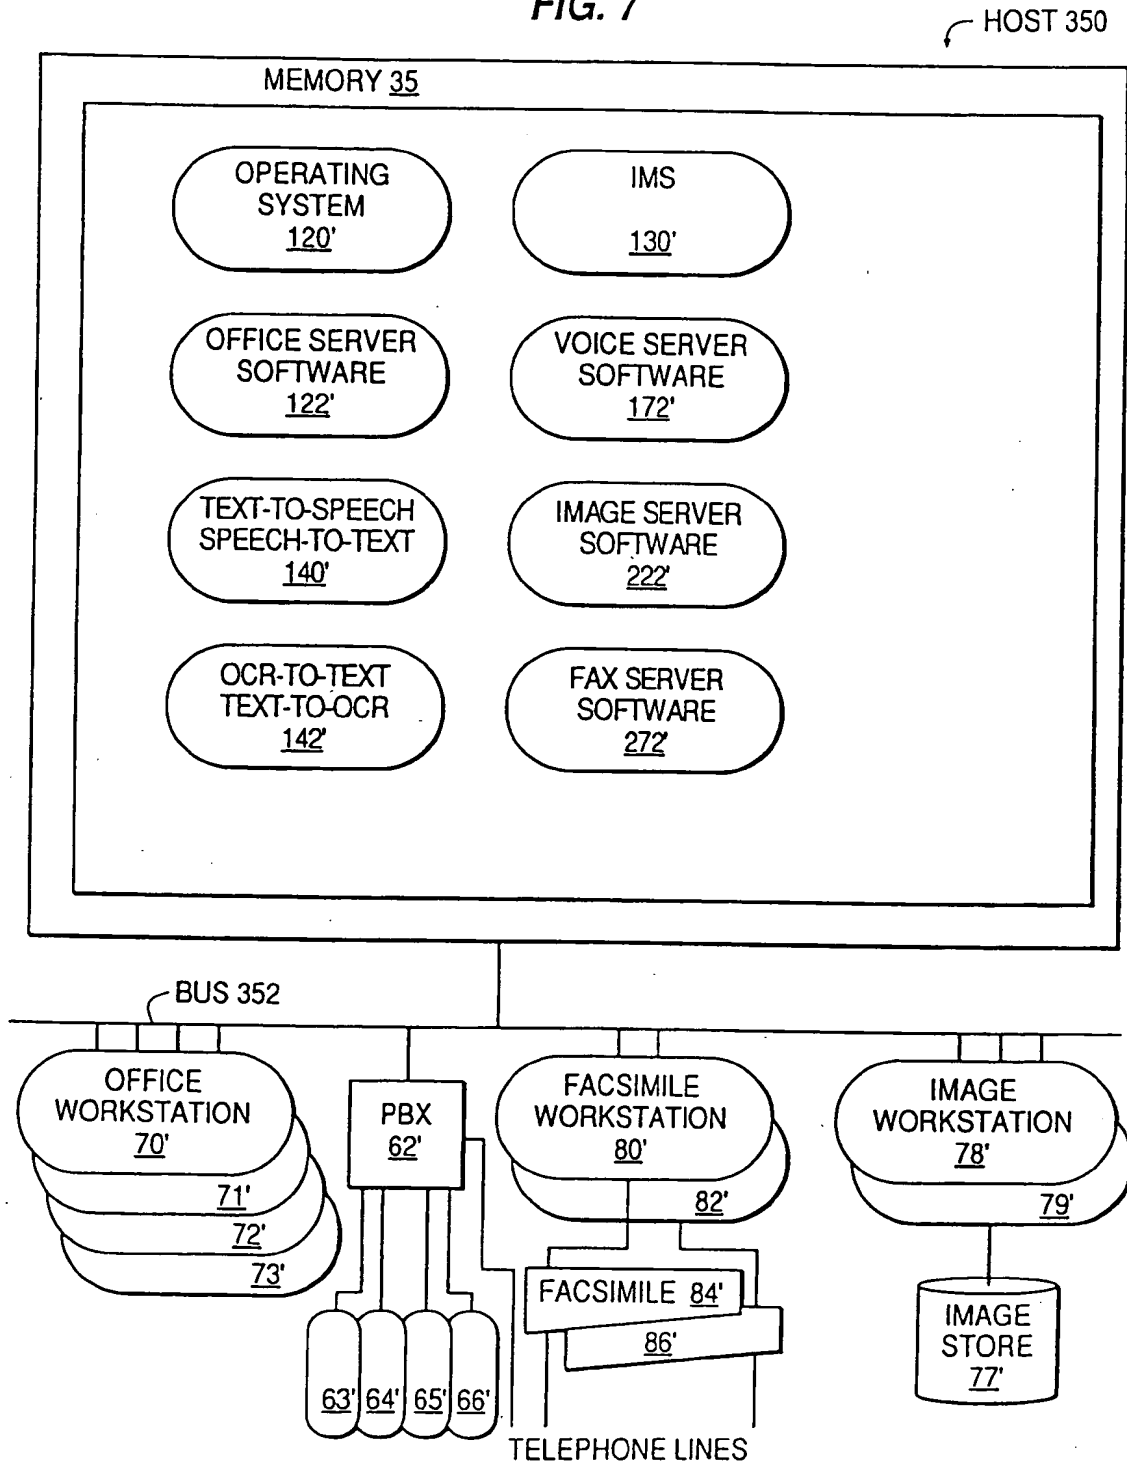 FIG. 7
HOST 350
MEMORY 35
OPERATING
SYSTEM
120'
IMS
130'
OFFICE SERVER
SOFTWARE
122'
VOICE SERVER
SOFTWARE
172'
TEXT-TO-SPEECH
SPEECH-TO-TEXT
140'
IMAGE SERVER
SOFTWARE
222'
OCR-TO-TEXT
TEXT-TO-OCR
142'
FAX SERVER
SOFTWARE
272'
BUS 352
OFFICE
WORKSTATION
70'
71'
72'
73'
PBX
62'
63' 64' 65' 66'
FACSIMILE
WORKSTATION
80'
82'
FACSIMILE 84'
86'
TELEPHONE LINES
IMAGE
WORKSTATION
78'
79'
IMAGE
STORE
77'